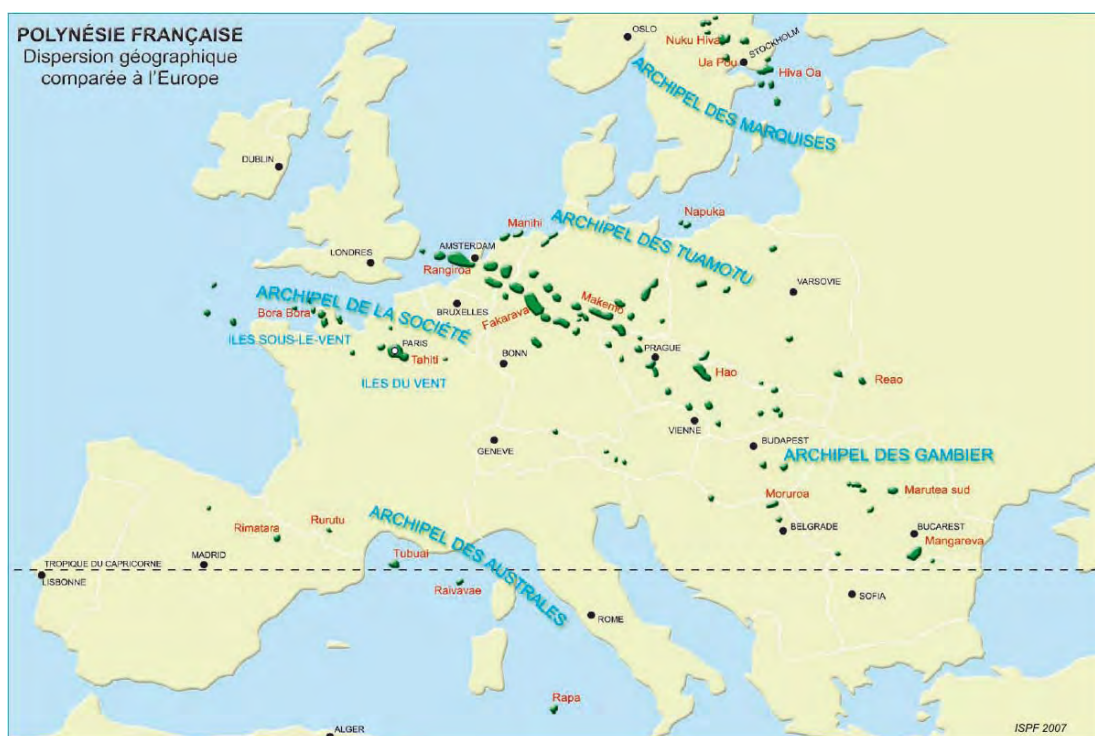 POLYNÉSIE FRANÇAISE
Dispersion géographique
comparée à l'Europe
OSLO
Nuku Hiva
STOCKHOLM
Ua Pou
Hiva Oa
ARCHIPEL DES MARQUISES
DUBLIN
Manihi
ARCHIPEL DES TUAMOTU
Napuka
LONDRES
AMSTERDAM
Rangiroa
VARSOVIE
ARCHIPEL DE LA SOCIÉTÉ
Bora Bora
BRUXELLES
Fakarava
Makemo
ILES SOUS-LE-VENT
PARIS
Tahiti
BONN
PRAGUE
Hao
Reao
ILES DU VENT
VIENNE
GENEVE
BUDAPEST
ARCHIPEL DES GAMBIER
Moruroa
Marutea sud
Rimatara
Rurutu
ARCHIPEL DES AUSTRALES
BELGRADE
BUCAREST
Mangareva
MADRID
Tubuai
TROPIQUE DU CAPRICORNE
LISBONNE
Raivavae
SOFIA
ROME
Rapa
ALGER
ISPF 2007